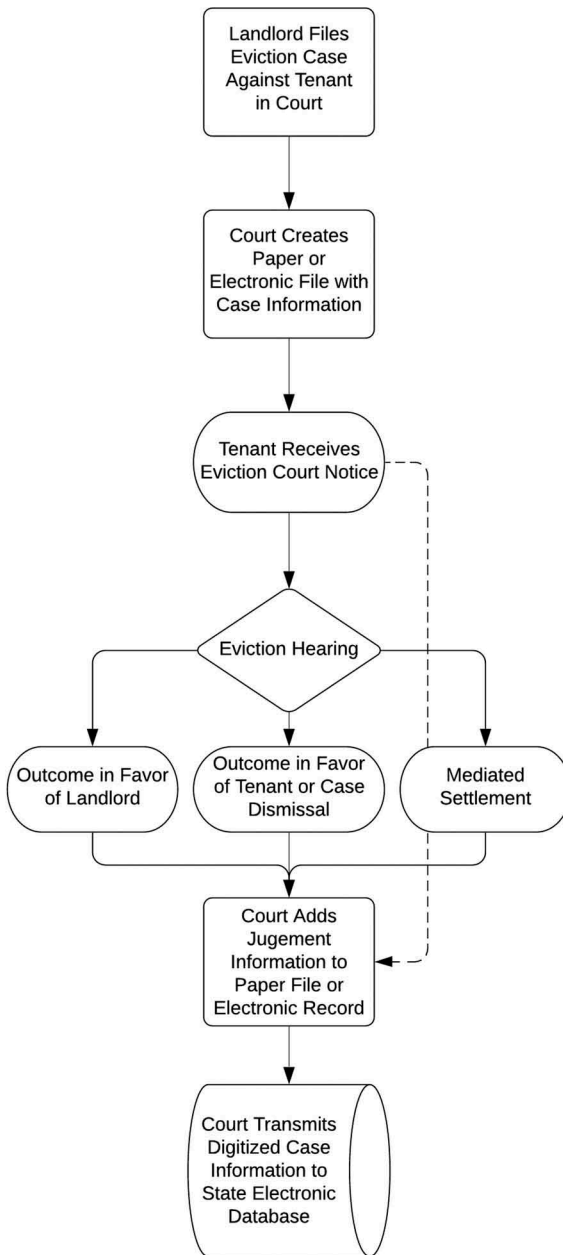 Landlord Files
Eviction Case
Against Tenant
in Court
Court Creates
Paper or
Electronic File with
Case Information
Tenant Receives
Eviction Court Notice
Eviction Hearing
Outcome in Favor
of Landlord
Outcome in Favor
of Tenant or Case
Dismissal
Mediated
Settlement
Court Adds
Jugement
Information to
Paper File or
Electronic Record
Court Transmits
Digitized Case
Information to
State Electronic
Database